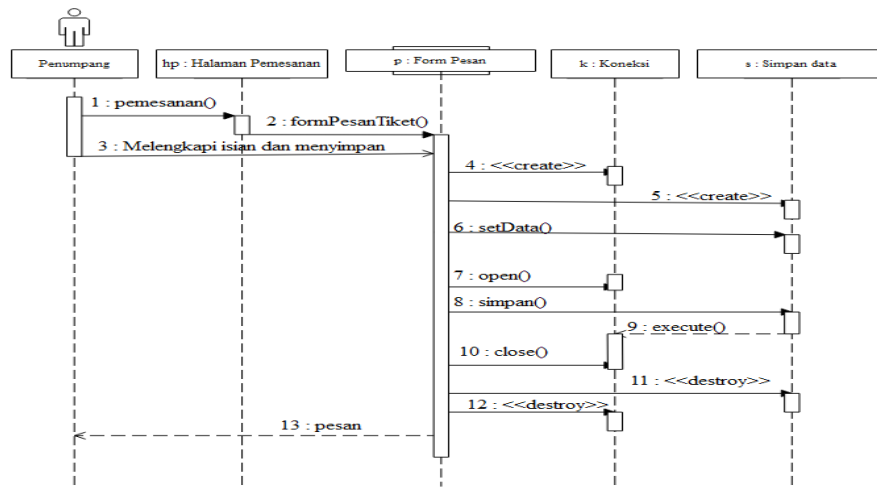 Penumpang
hp : Halaman Pemesanan
p : Form Pesan
k : Koneksi
s : Simpan data
1 : pemesanan()
2 : formPesanTiket()
3 : Melengkapi isian dan menyimpan
4 : <<create>>
5 : <<create>>
6 : setData()
7 : open()
8 : simpan()
9 : execute()
10 : close()
11 : <<destroy>>
12 : <<destroy>>
13 : pesan